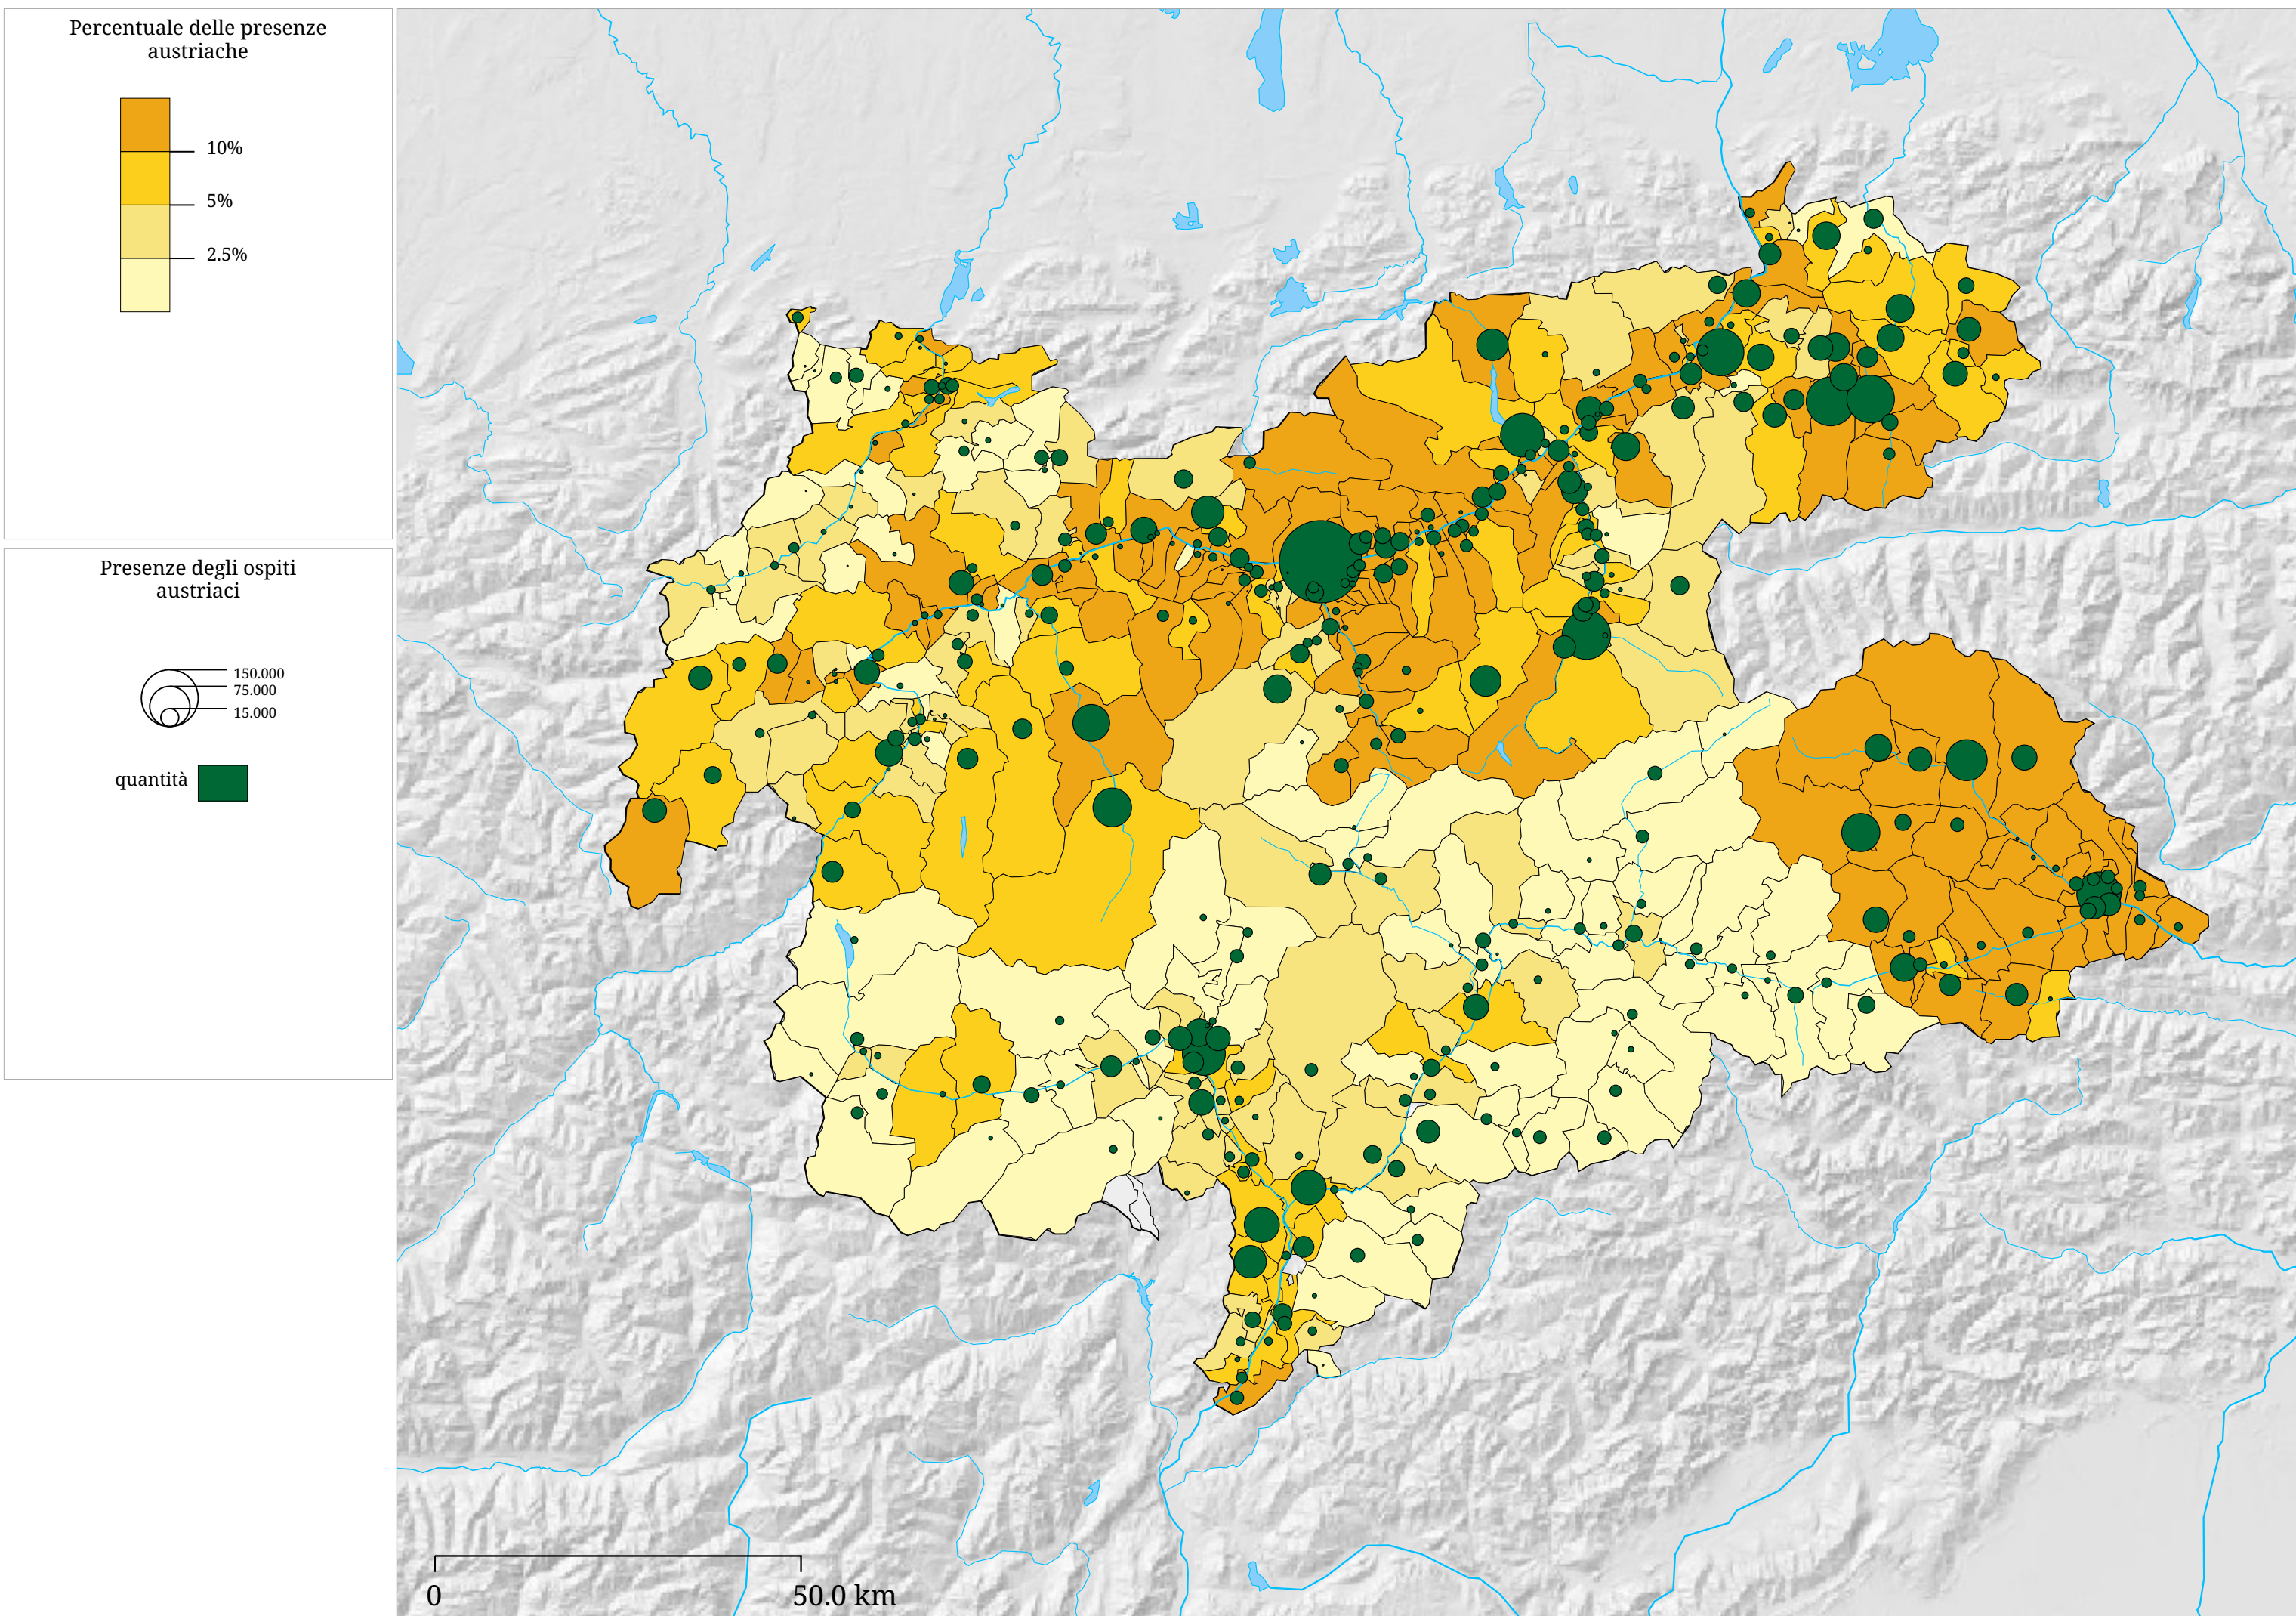 Percentuale delle presenze
austriache
10%
5%
2.5%
Presenze degli ospiti
austriaci
150.000
75.000
15.000
quantità
0
50.0 km